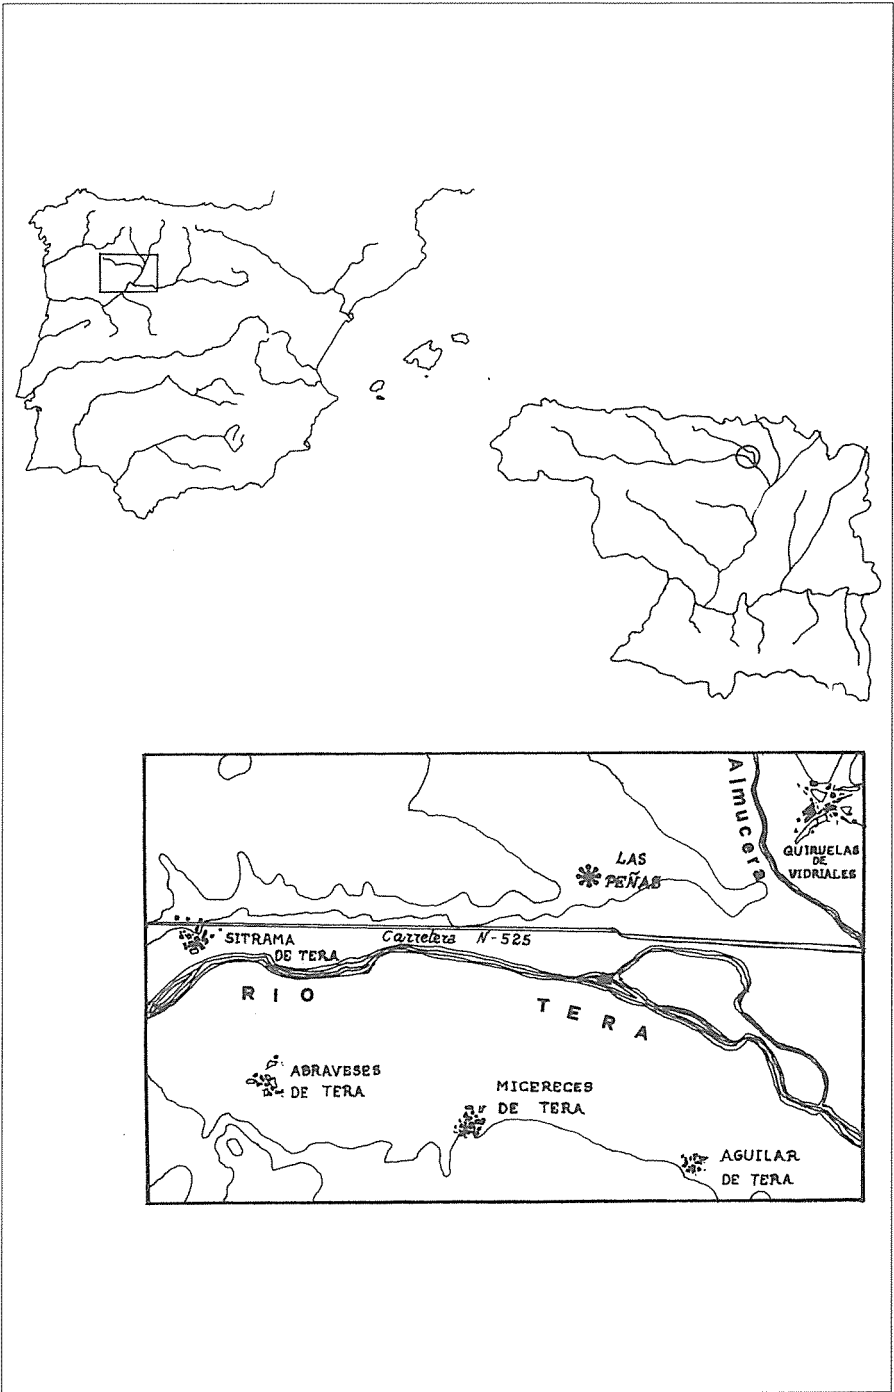 Almucera
QUIRUELAS
DE
VIDRIALES
LAS
PEÑAS
SITRAMA
DE TERA
Carretera N-525
RIO
TERA
ABRAVESES
DE TERA
MICERECES
DE TERA
AGUILAR
DE TERA